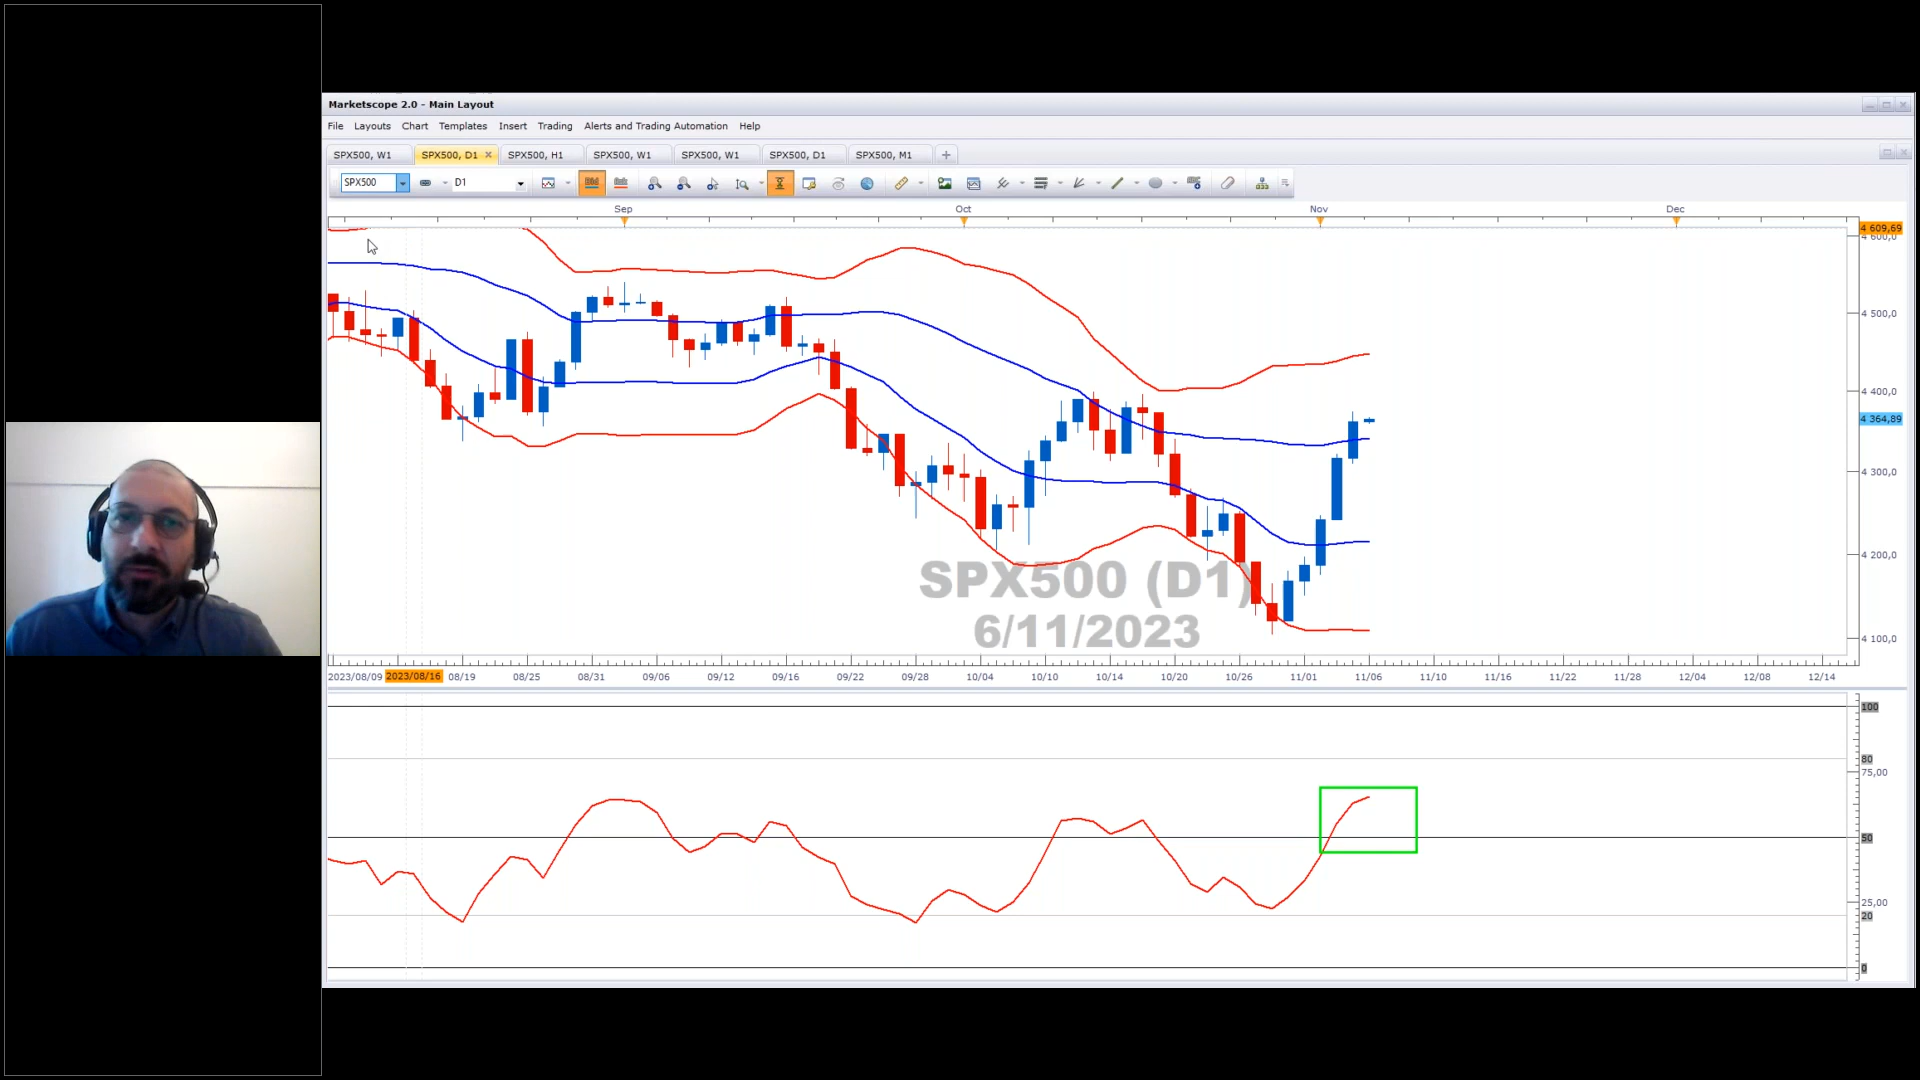 Marketscope 2.0 - Main Layout
File Layouts Chart Templates Insert Trading Alerts and Trading Automation Help
SPX500, W1 SPX500, D1 SPX500, H1 SPX500, W1 SPX500, W1 SPX500, D1 SPX500, M1
SPX500 D1
Sep Oct Nov Dec
4 609,69
4 600,0
4 500,0
4 400,0
4 364,89
4 300,0
4 200,0
4 100,0
SPX500 (D1)
6/11/2023
2023/08/09 2023/08/16 08/19 08/25 08/31 09/06 09/12 09/16 09/22 09/28 10/04 10/10 10/14 10/20 10/26 11/01 11/06 11/10 11/16 11/22 11/28 12/04 12/08 12/14
100
80
75,00
50
25,00
20
0